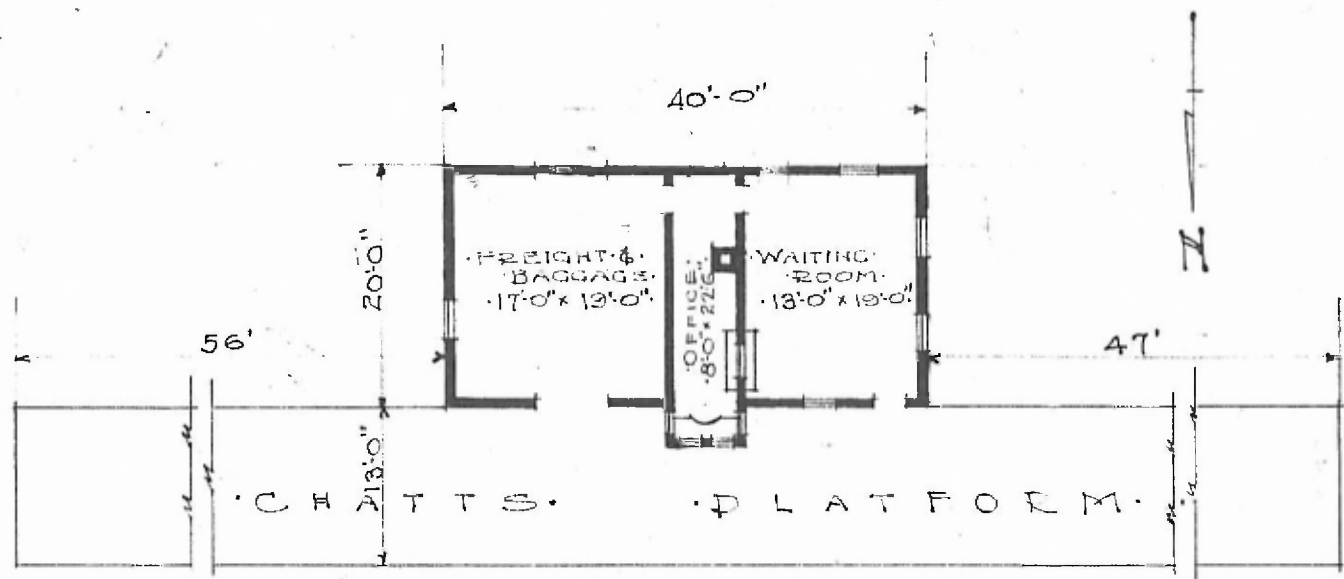 40'-0"
20'-0"
·FREIGHT·&·
BAGGAGE·
·17'-0" x 19'-0"·
·OFFICE·
·8'-0" x 22'6"·
·WAITING·
·ROOM·
·13'-0" x 19'-0"·
N
56'
47'
13'-0"
·CHATTS· ·PLATFORM·